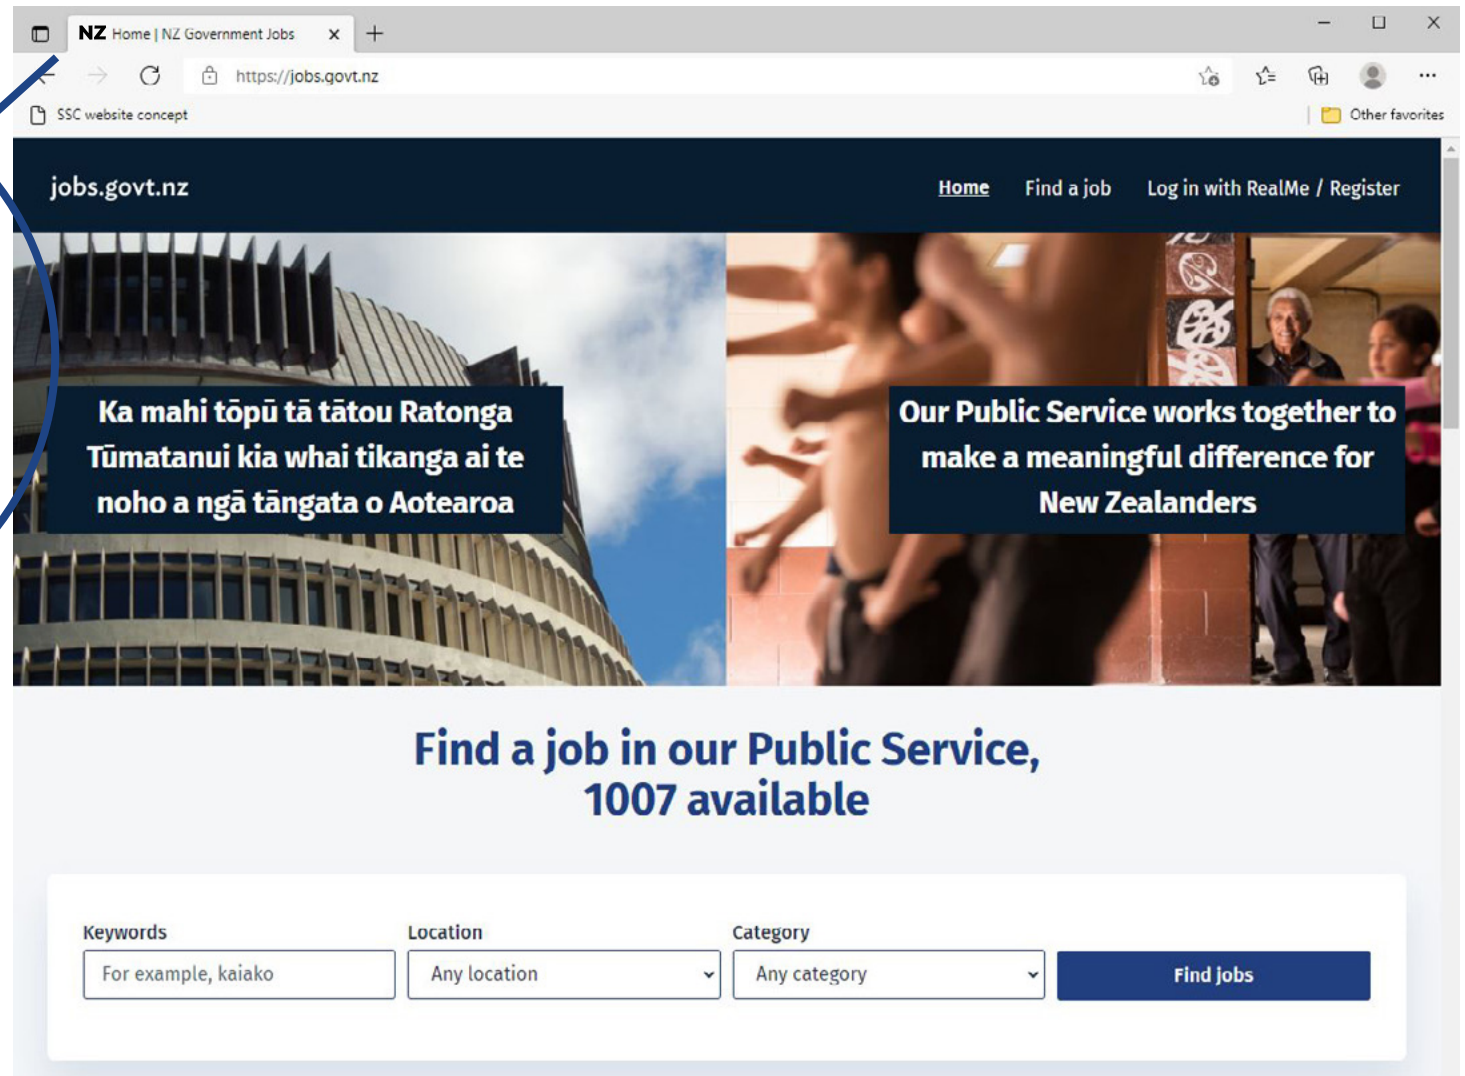 NZ Home | NZ Government Jobs
https://jobs.govt.nz
SSC website concept
Other favorites
jobs.govt.nz
Home Find a job Log in with RealMe / Register
Ka mahi tōpū tā tātou Ratonga
Tūmatanui kia whai tikanga ai te
noho a ngā tāngata o Aotearoa
Our Public Service works together to
make a meaningful difference for
New Zealanders
Find a job in our Public Service,
1007 available
Keywords Location Category
For example, kaiako Any location Any category Find jobs